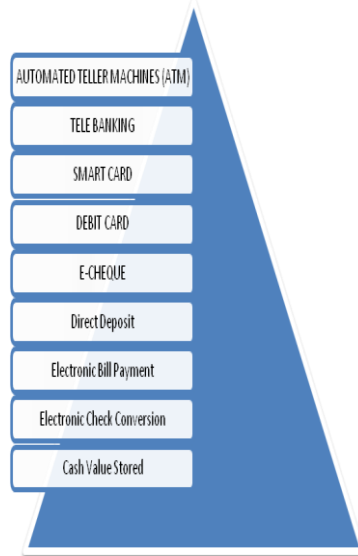 AUTOMATED TELLER MACHINES (ATM)
TELE BANKING
SMART CARD
DEBIT CARD
E-CHEQUE
Direct Deposit
Electronic Bill Payment
Electronic Check Conversion
Cash Value Stored